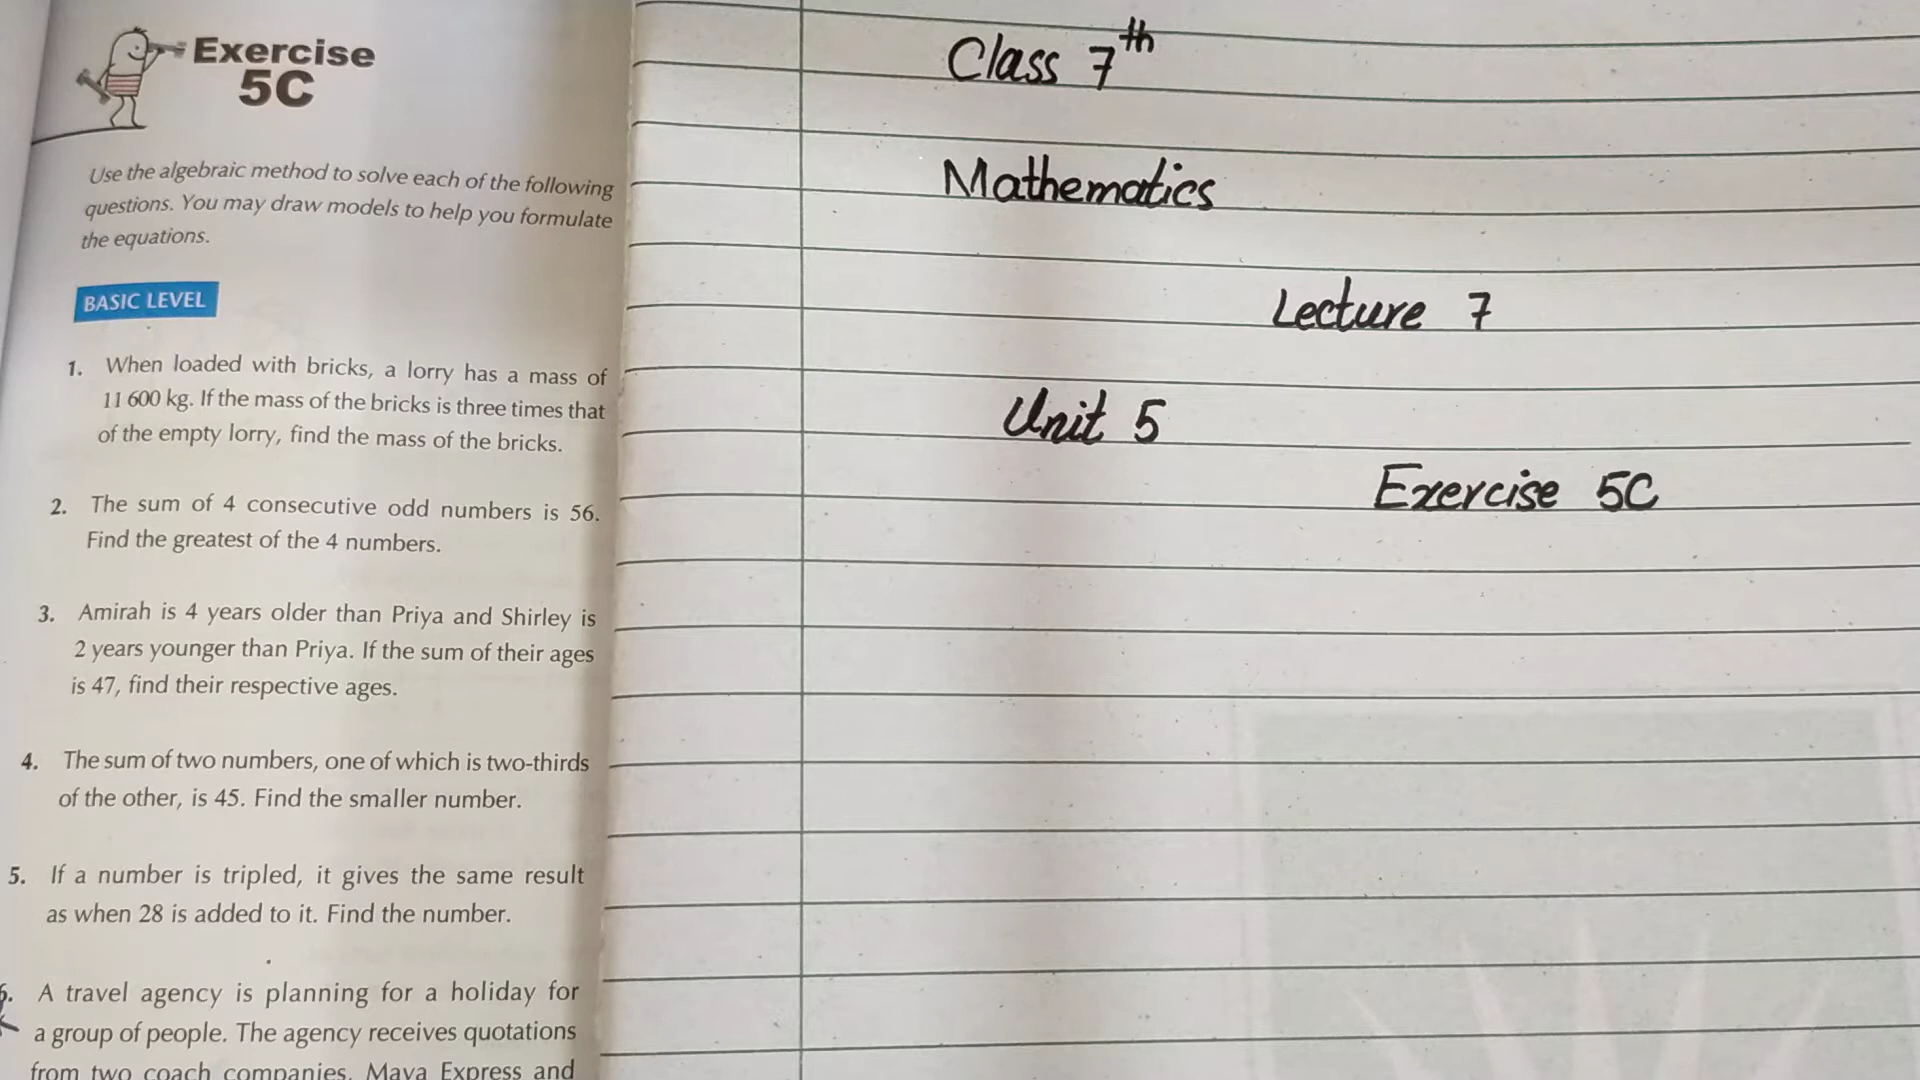 Exercise
5C
Use the algebraic method to solve each of the following
questions. You may draw models to help you formulate
the equations.
BASIC LEVEL
1. When loaded with bricks, a lorry has a mass of
11 600 kg. If the mass of the bricks is three times that
of the empty lorry, find the mass of the bricks.
2. The sum of 4 consecutive odd numbers is 56.
Find the greatest of the 4 numbers.
3. Amirah is 4 years older than Priya and Shirley is
2 years younger than Priya. If the sum of their ages
is 47, find their respective ages.
4. The sum of two numbers, one of which is two-thirds
of the other, is 45. Find the smaller number.
5. If a number is tripled, it gives the same result
as when 28 is added to it. Find the number.
6. A travel agency is planning for a holiday for
a group of people. The agency receives quotations
from two coach companies, Maya Express and
Class 7th
Mathematics
Lecture 7
Unit 5
Exercise 5C